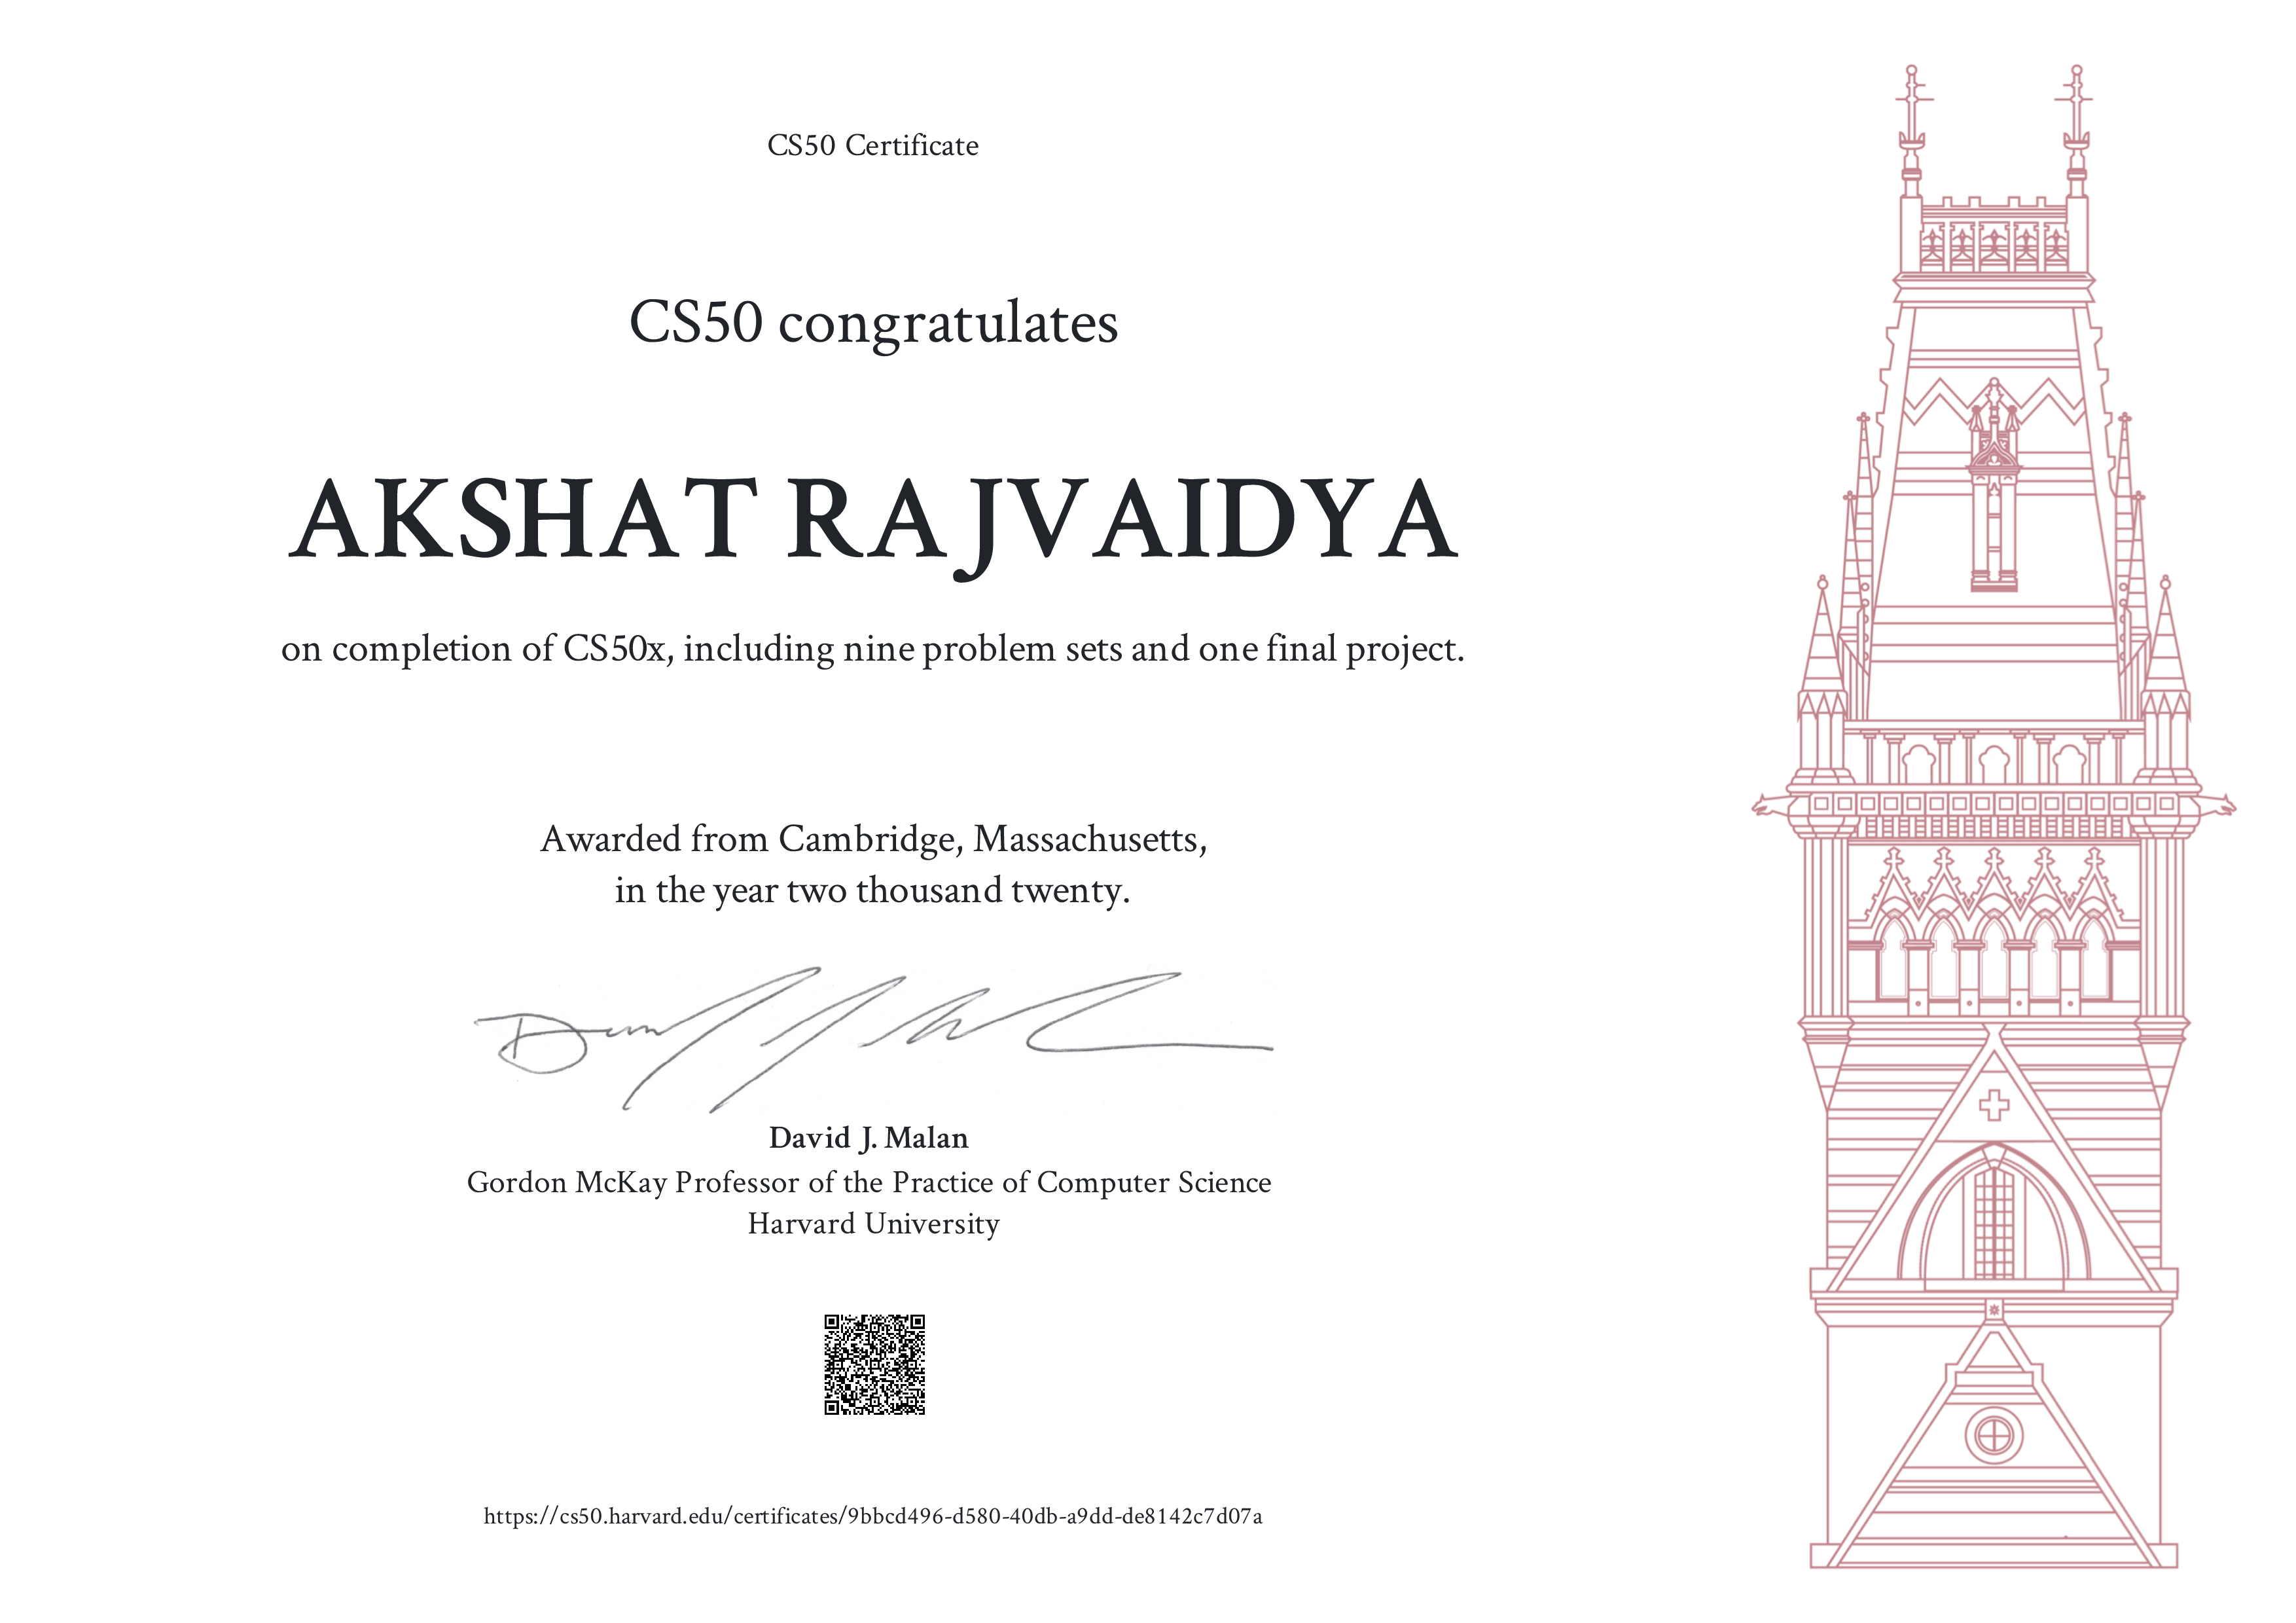 CS50 Certificate
CS50 congratulates
AKSHAT RAJVAIDYA
on completion of CS50x, including nine problem sets and one final project.
Awarded from Cambridge, Massachusetts,
in the year two thousand twenty.
David J. Malan
Gordon McKay Professor of the Practice of Computer Science
Harvard University
https://cs50.harvard.edu/certificates/9bbcd496-d580-40db-a9dd-de8142c7d07a